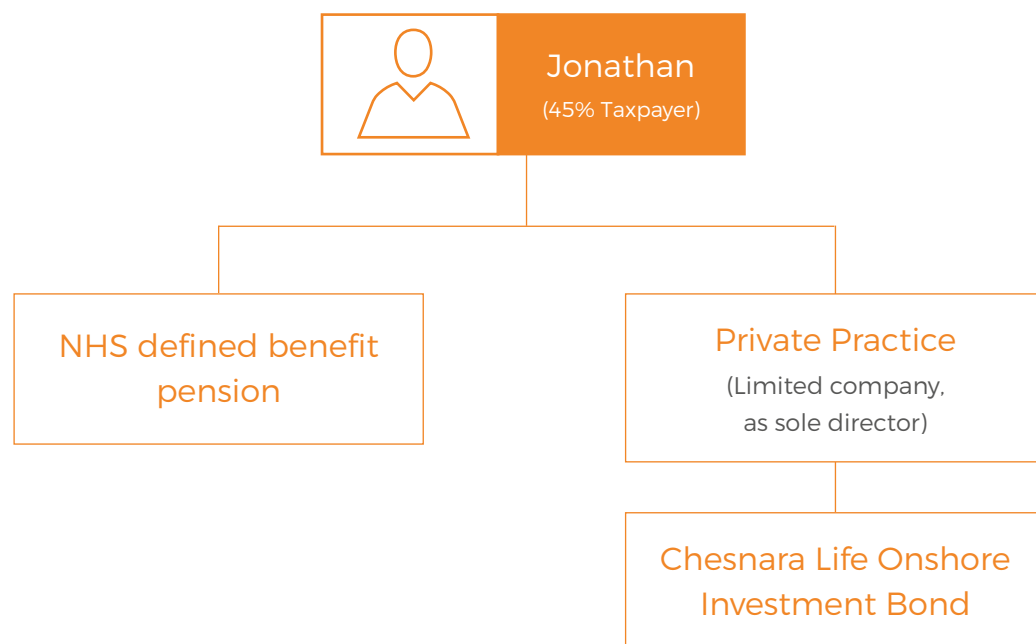 Jonathan
(45% Taxpayer)
NHS defined benefit
pension
Private Practice
(Limited company,
as sole director)
Chesnara Life Onshore
Investment Bond